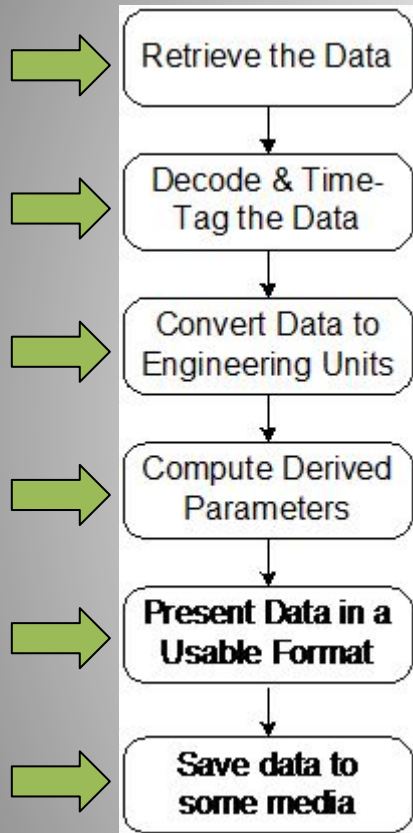 Retrieve the Data
Decode & Time-
Tag the Data
Convert Data to
Engineering Units
Compute Derived
Parameters
Present Data in a
Usable Format
Save data to
some media